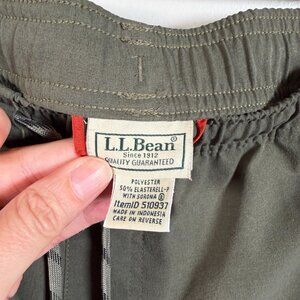 L.L.Bean®
Since 1912
QUALITY GUARANTEED
POLYESTER
50% ELASTERELL-P
WITH SORONA ®
ItemID 510937
MADE IN INDONESIA
CARE ON REVERSE